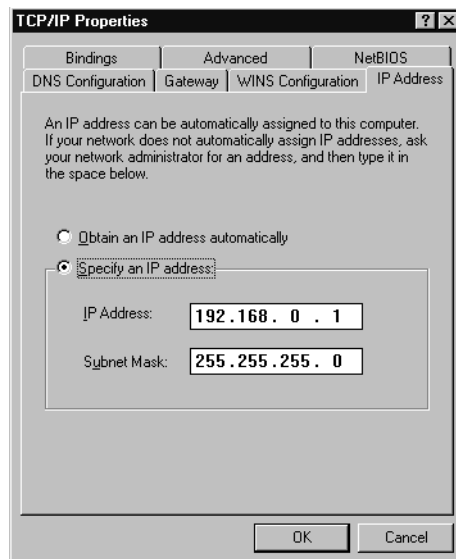 TCP/IP Properties
Bindings Advanced NetBIOS
DNS Configuration Gateway WINS Configuration IP Address
An IP address can be automatically assigned to this computer.
If your network does not automatically assign IP addresses, ask
your network administrator for an address, and then type it in
the space below.
Obtain an IP address automatically
Specify an IP address:
IP Address: 192.168. 0 . 1
Subnet Mask: 255.255.255. 0
OK Cancel